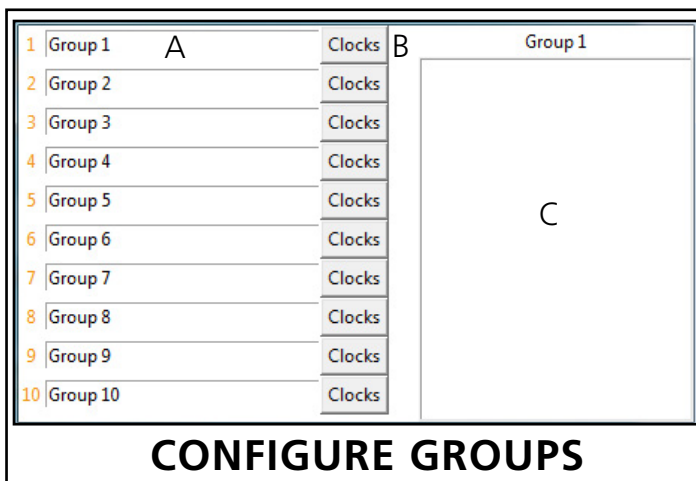 1 Group 1 A Clocks B Group 1
2 Group 2 Clocks
3 Group 3 Clocks
4 Group 4 Clocks
5 Group 5 Clocks C
6 Group 6 Clocks
7 Group 7 Clocks
8 Group 8 Clocks
9 Group 9 Clocks
10 Group 10 Clocks
CONFIGURE GROUPS